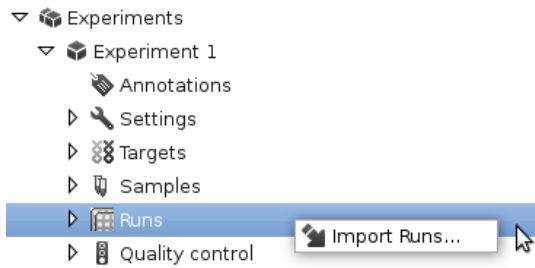 Experiments
Experiment 1
Annotations
Settings
Targets
Samples
Runs
Import Runs...
Quality control